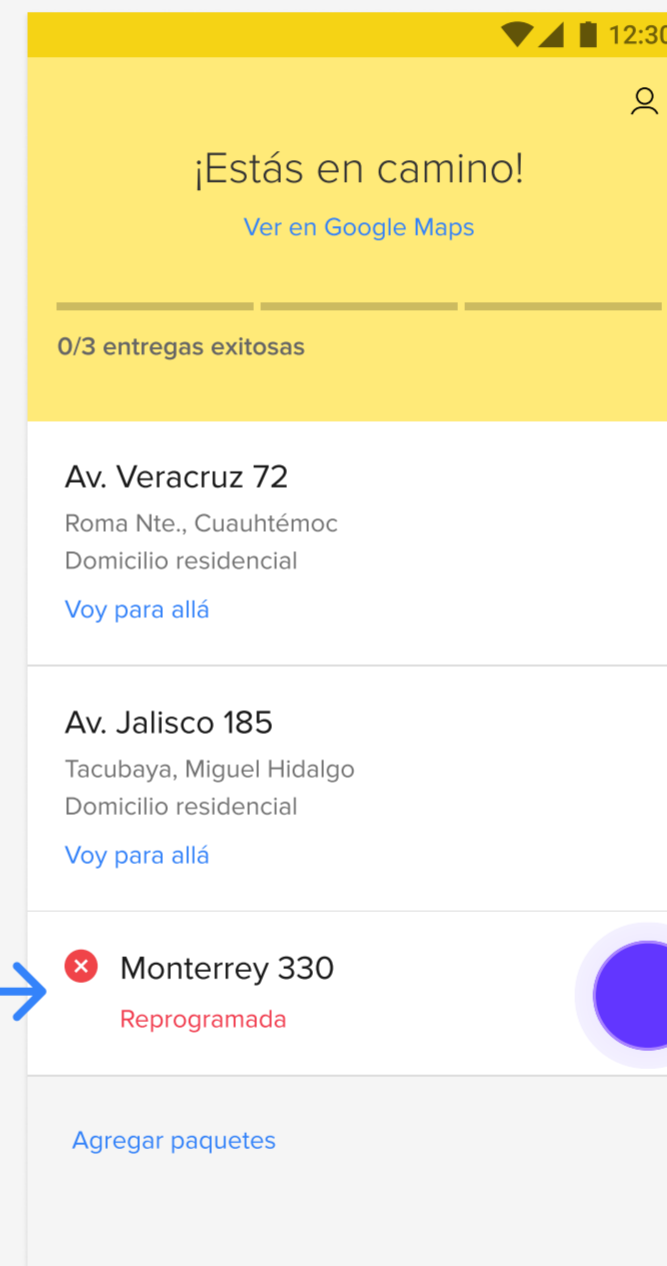 12:30
¡Estás en camino!
Ver en Google Maps
0/3 entregas exitosas
Av. Veracruz 72
Roma Nte., Cuauhtémoc
Domicilio residencial
Voy para allá
Av. Jalisco 185
Tacubaya, Miguel Hidalgo
Domicilio residencial
Voy para allá
Monterrey 330
Reprogramada
Agregar paquetes